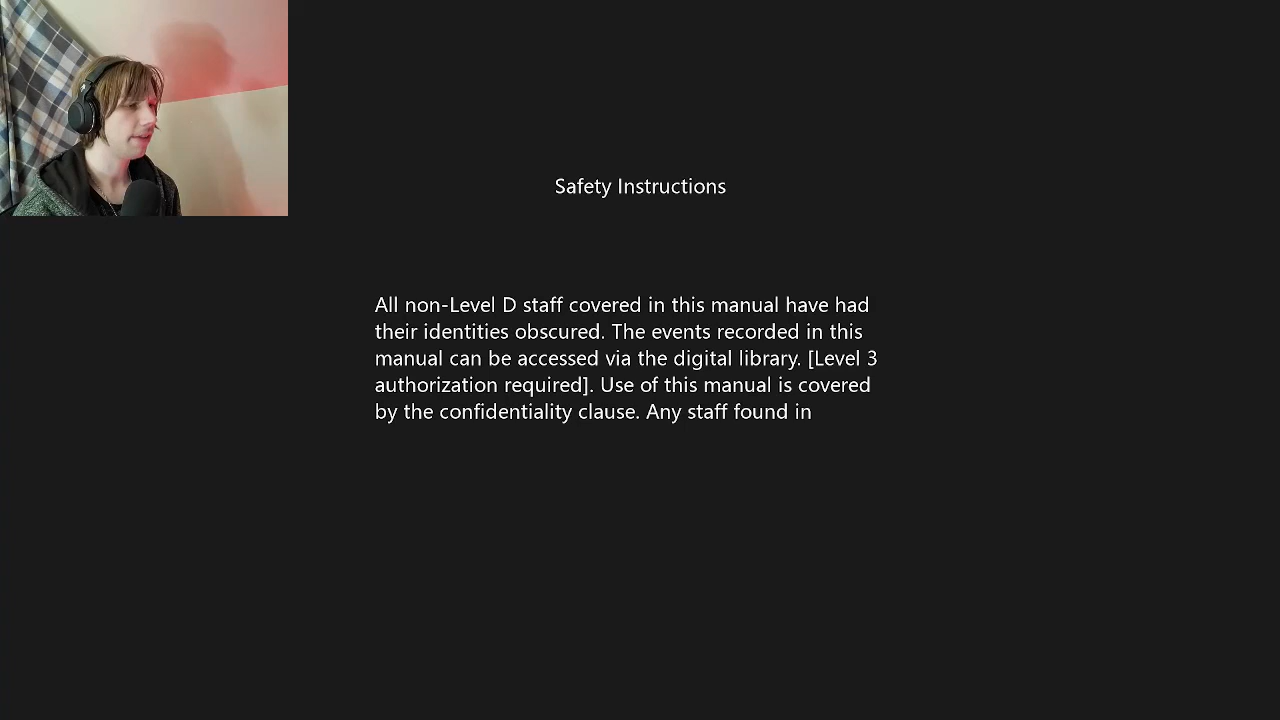 Safety Instructions
All non-Level D staff covered in this manual have had
their identities obscured. The events recorded in this
manual can be accessed via the digital library. [Level 3
authorization required]. Use of this manual is covered
by the confidentiality clause. Any staff found in